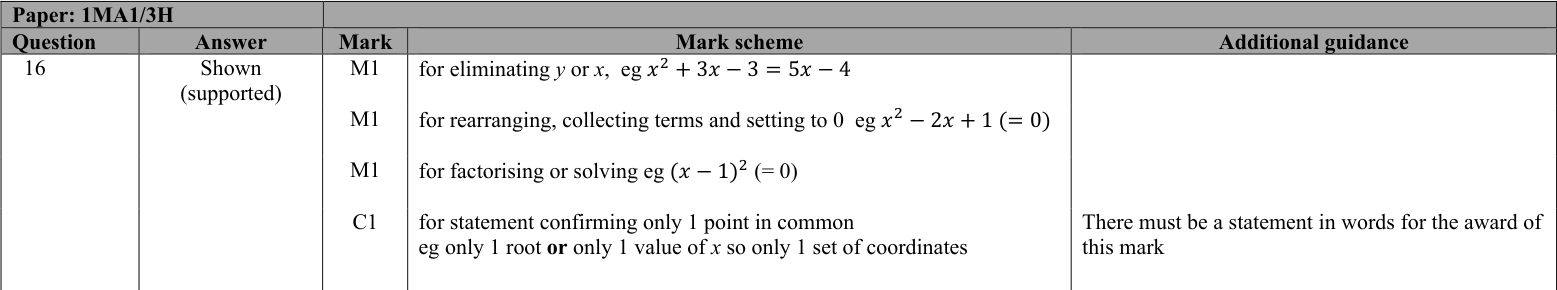 Paper: 1MA1/3H
Question Answer Mark Mark scheme Additional guidance
16 Shown M1 for eliminating y or x, eg x² + 3x − 3 = 5x − 4
(supported)
M1 for rearranging, collecting terms and setting to 0 eg x² − 2x + 1 (= 0)
M1 for factorising or solving eg (x − 1)² (= 0)
C1 for statement confirming only 1 point in common There must be a statement in words for the award of
eg only 1 root or only 1 value of x so only 1 set of coordinates this mark